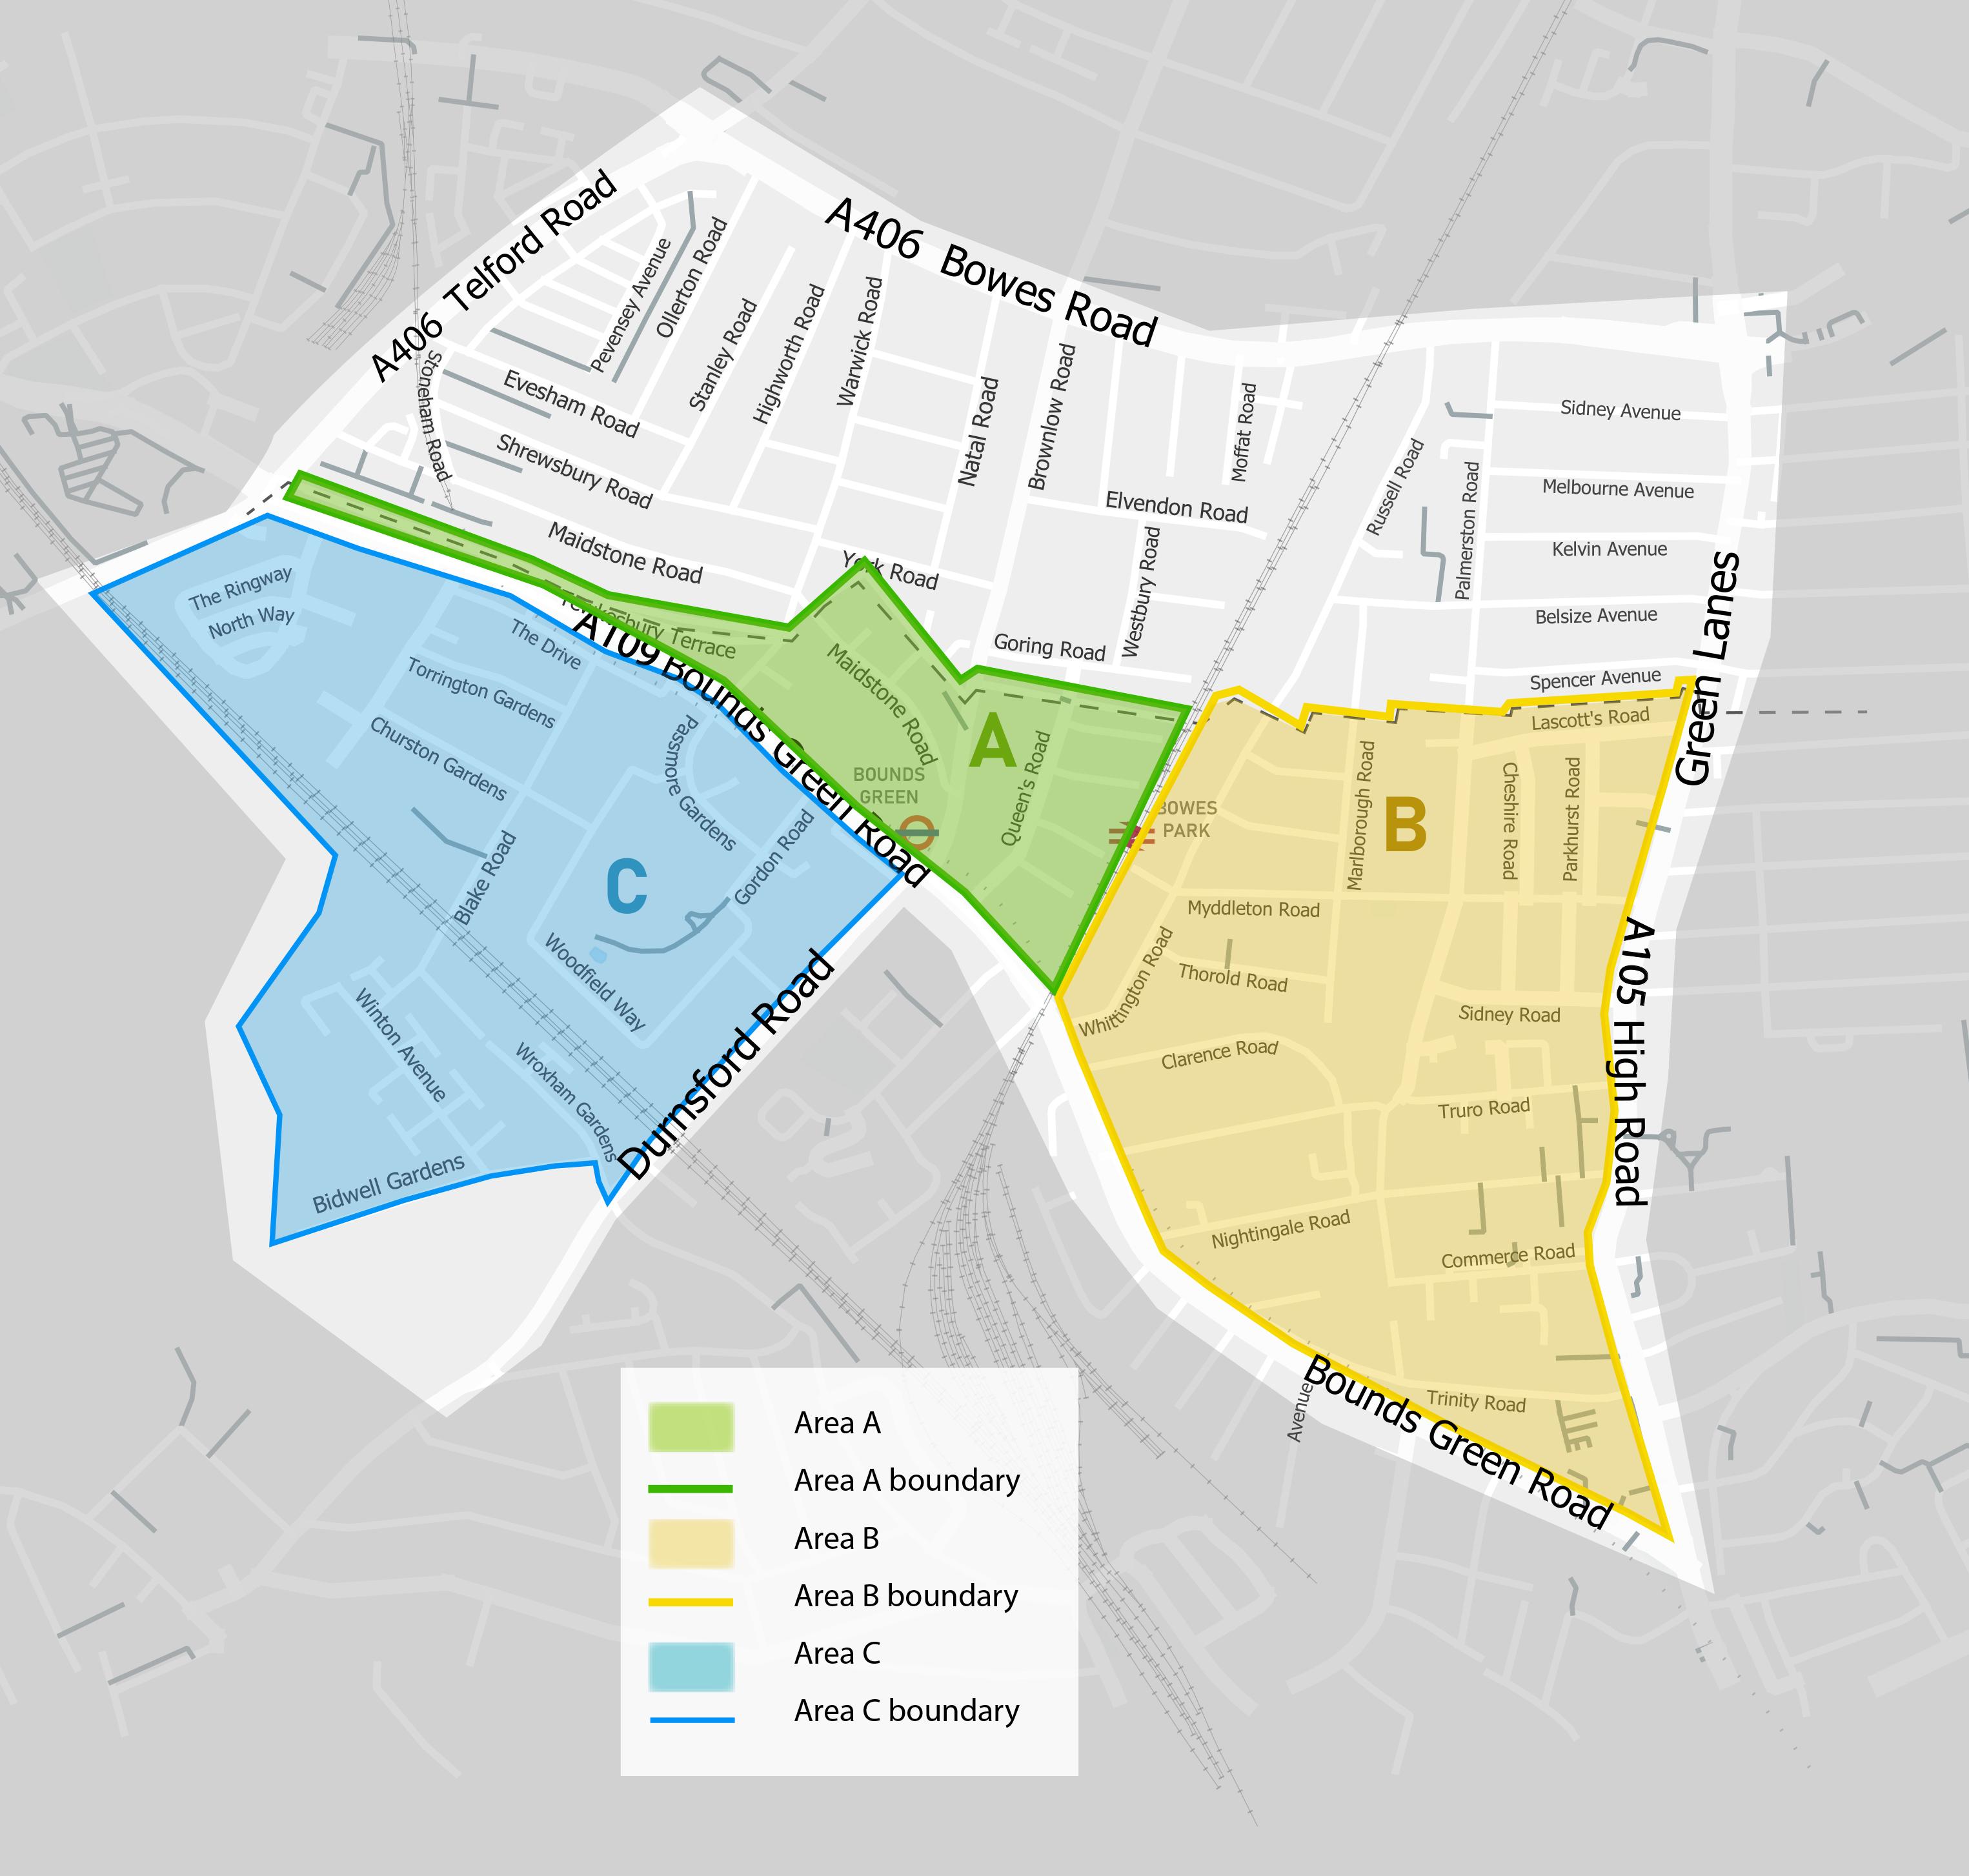 A406 Telford Road
A406 Bowes Road
Pevensey Avenue
Ollerton Road
Stanley Road
Highworth Road
Warwick Road
Natal Road
Brownlow Road
Moffat Road
Stoneham Road
Evesham Road
Shrewsbury Road
Maidstone Road
York Road
Elvendon Road
Westbury Road
Goring Road
Russell Road
Palmerston Road
Sidney Avenue
Melbourne Avenue
Kelvin Avenue
Belsize Avenue
Spencer Avenue
Lascott's Road
Green Lanes
The Ringway
North Way
The Drive
Tewkesbury Terrace
A109 Bounds Green Road
Maidstone Road
A
Queen's Road
BOUNDS
GREEN
BOWES
PARK
Torrington Gardens
Churston Gardens
Passmore Gardens
Gordon Road
Blake Road
C
Woodfield Way
Winton Avenue
Wroxham Gardens
Bidwell Gardens
Durnsford Road
B
Marlborough Road
Cheshire Road
Parkhurst Road
Myddleton Road
Thorold Road
Whittington Road
Clarence Road
Sidney Road
Truro Road
A105 High Road
Nightingale Road
Commerce Road
Trinity Road
Avenue
Bounds Green Road
Area A
Area A boundary
Area B
Area B boundary
Area C
Area C boundary